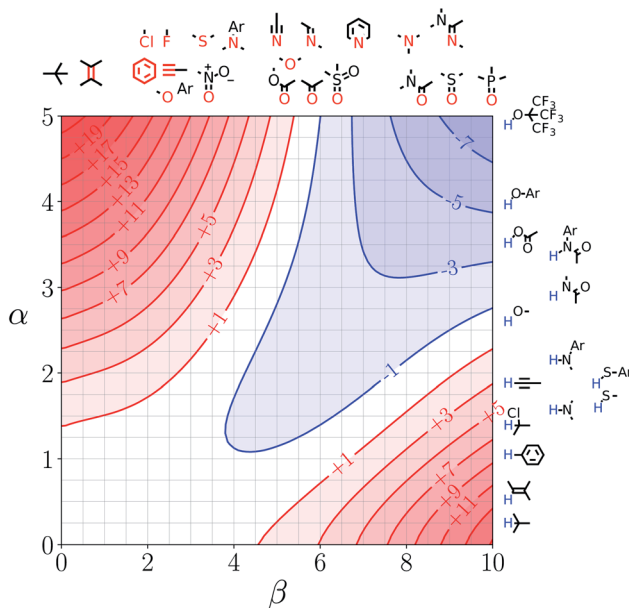 Cl F S Ar N N N N N N N
O
Ar O N + O − O O O O O S O N O S O P O
5
4
3
2
1
0
α
0 2 4 6 8 10
β
+19
+17
+15
+13
+11
+9
+7
+5
+3
+1
-7
-5
-3
-1
+1
+3
+5
+7
+9
+11
H O CF3 CF3 CF3
H O-Ar
H O O
Ar H N O
H N O
H O
H-N Ar
H
H S-Ar
H S
Cl H
H-N
H
H
H